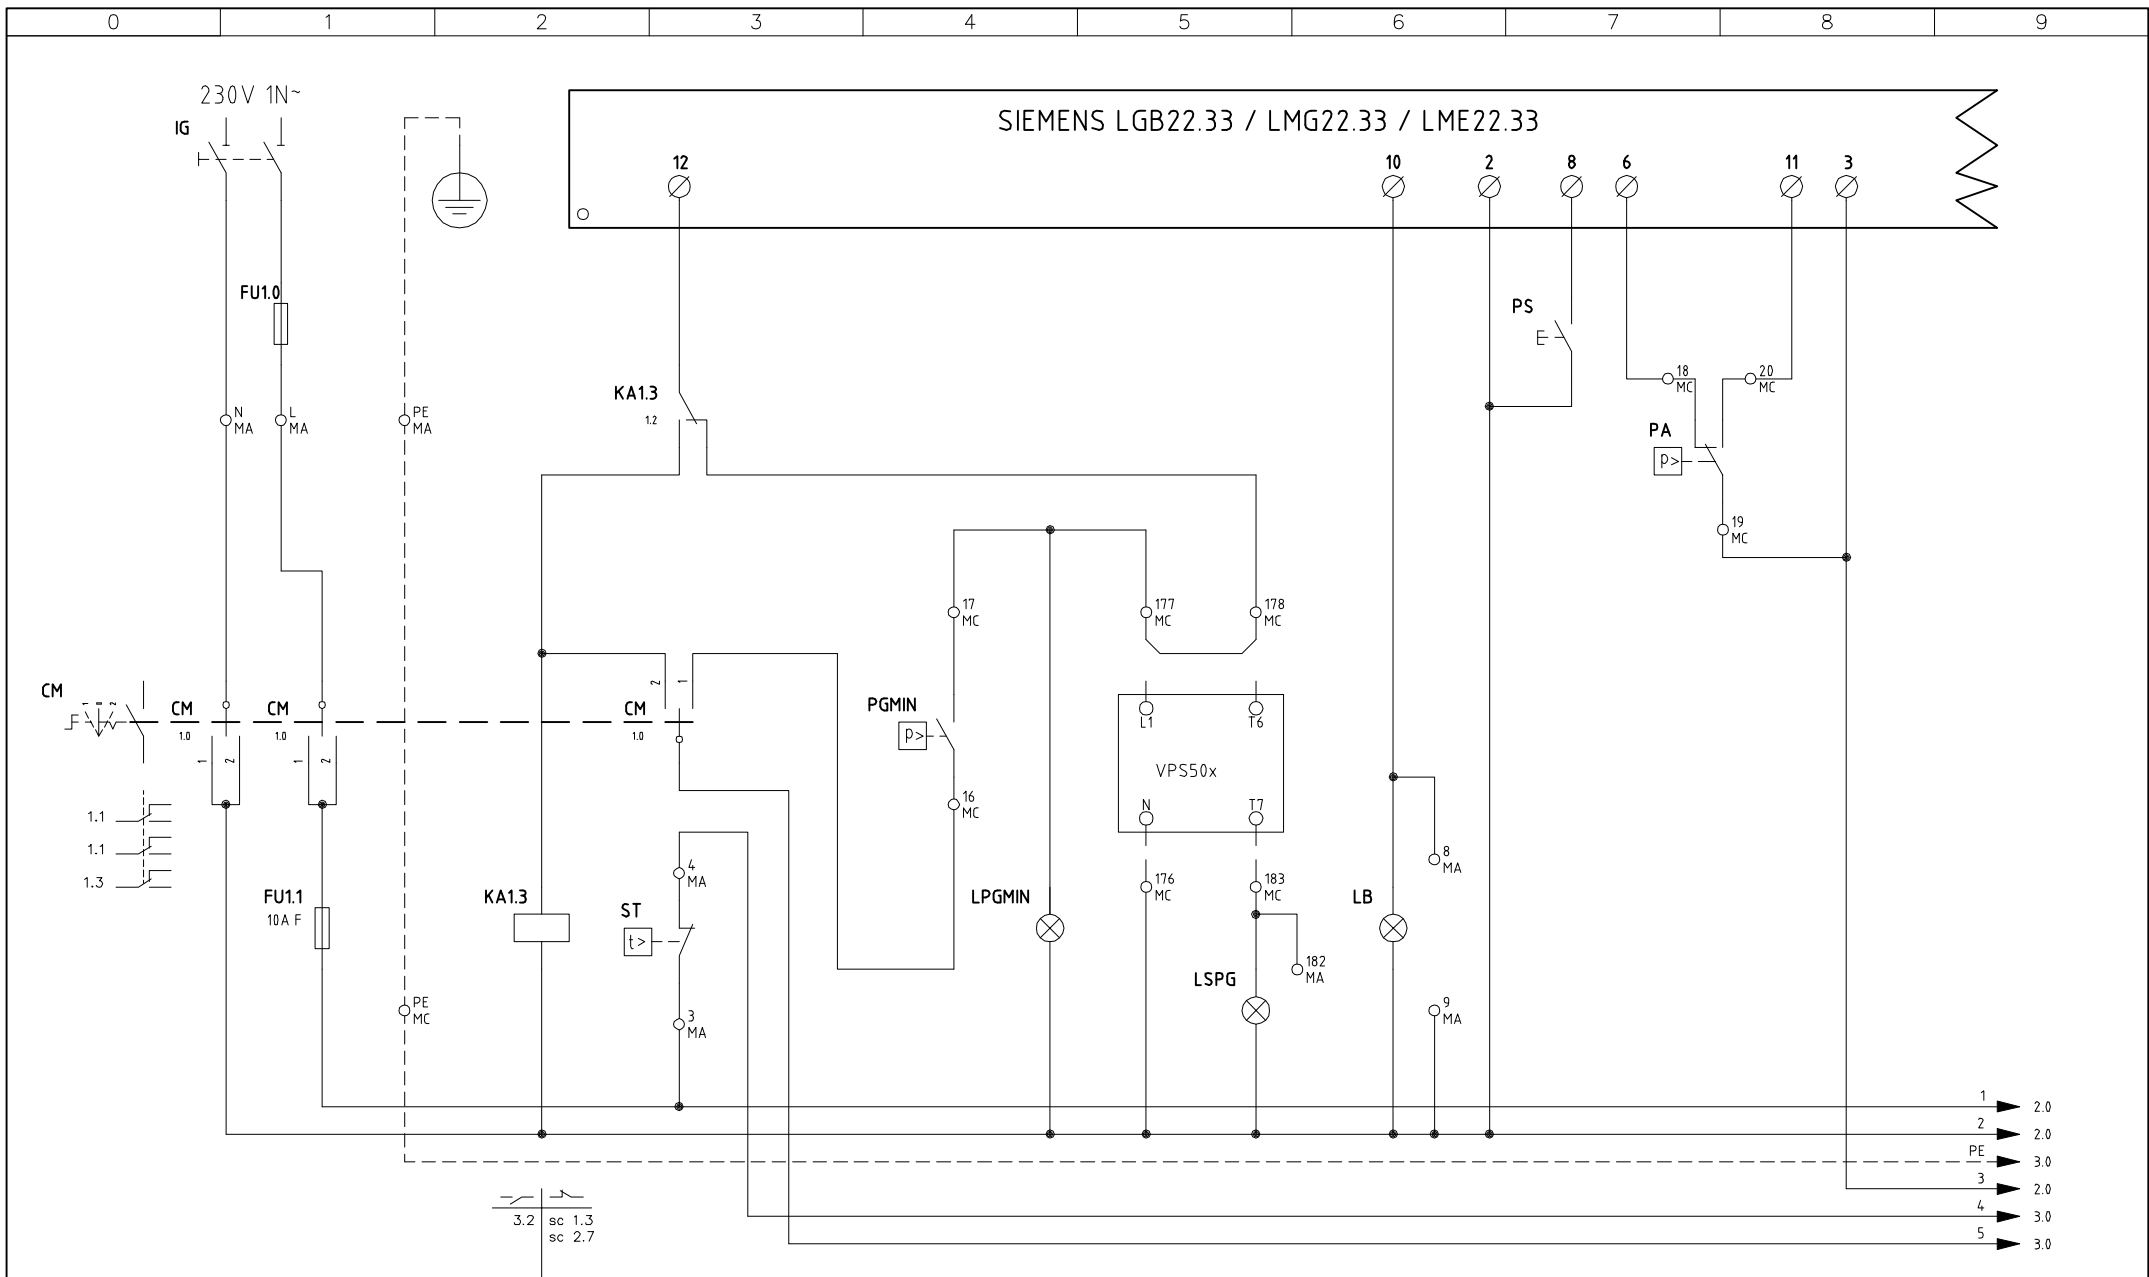 0 1 2 3 4 5 6 7 8 9
230V 1N~
IG
SIEMENS LGB22.33 / LMG22.33 / LME22.33
12 10 2 8 6 11 3
FU1.0
PS
18
MC
20
MC
KA1.3
1.2
N
MA
L
MA
PE
MA
PA
p>
19
MC
17
MC
177
MC
178
MC
CM
1 0 2
CM
1.0
1 2
CM
1.0
1 2
CM
1.0
2 1
PGMIN
p>
L1 T6
VPS50x
N T7
16
MC
1.1
1.1
1.3
4
MA
8
MA
176
MC
183
MC
FU1.1
10A F
KA1.3
ST
t>
LPGMIN
LB
182
MA
LSPG
PE
MC
3
MA
9
MA
1 2.0
2 2.0
PE 3.0
3 2.0
4 3.0
5 3.0
3.2 sc 1.3
sc 2.7